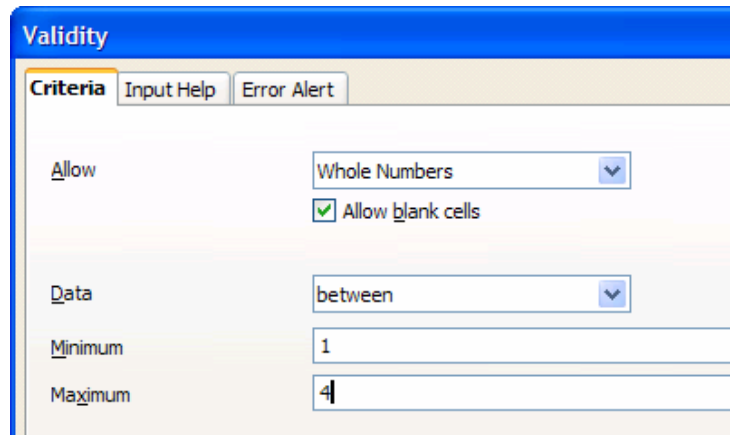 Validity
Criteria Input Help Error Alert
Allow Whole Numbers
Allow blank cells
Data between
Minimum 1
Maximum 4